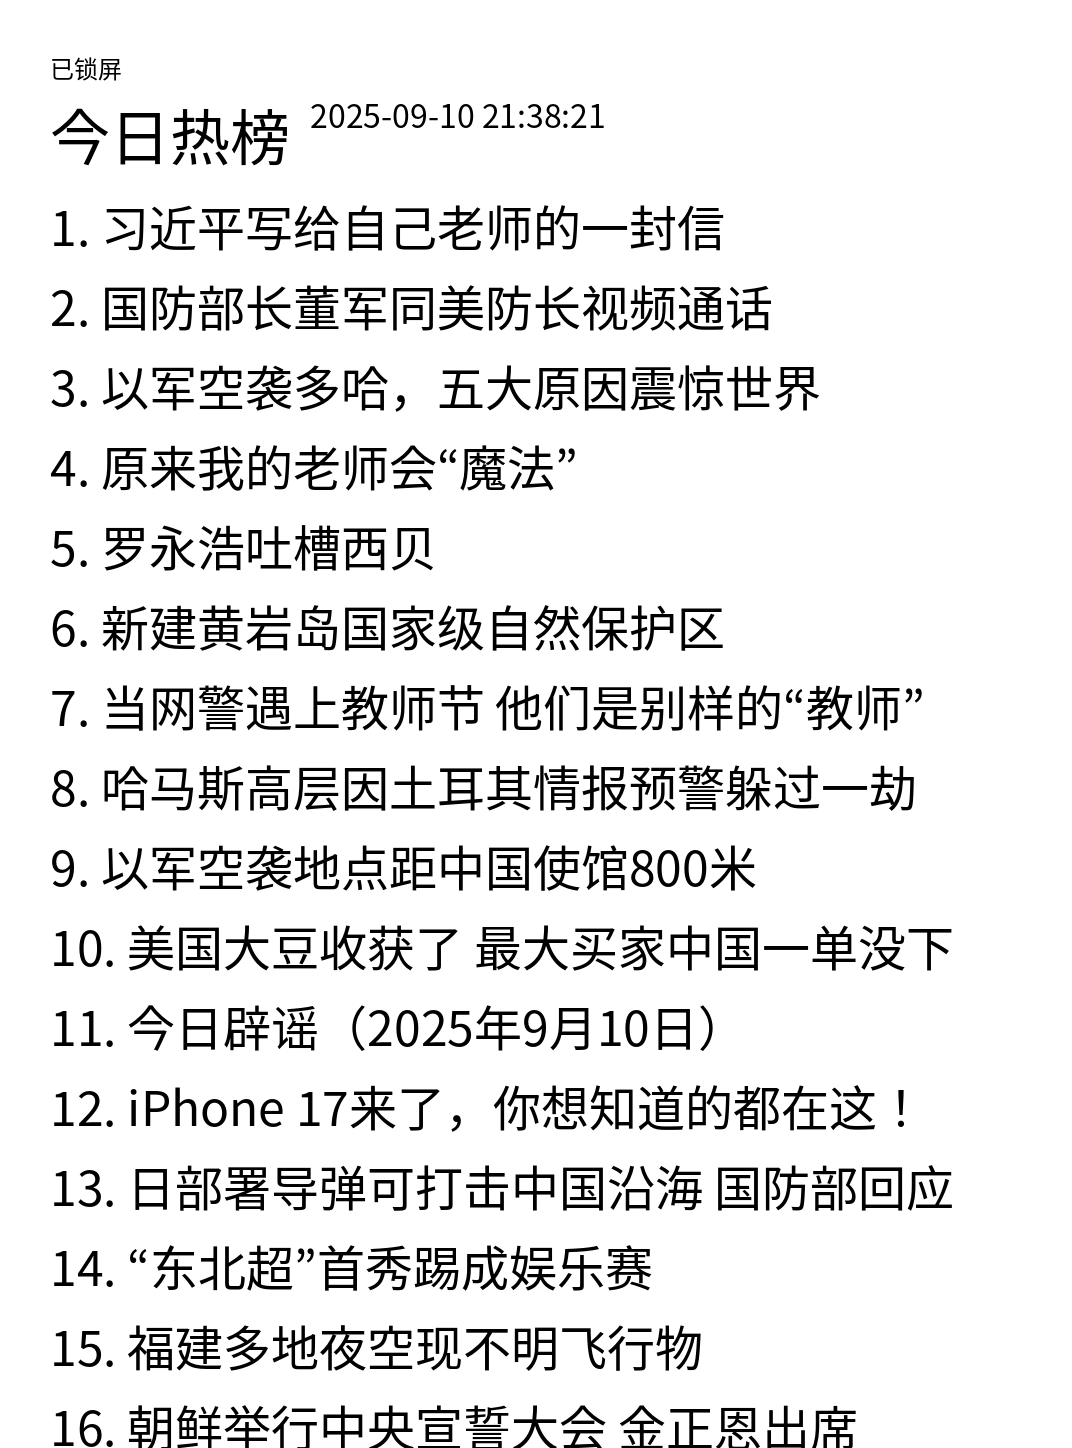 已锁屏
今日热榜 2025-09-10 21:38:21
1. 习近平写给自己老师的一封信
2. 国防部长董军同美防长视频通话
3. 以军空袭多哈，五大原因震惊世界
4. 原来我的老师会“魔法”
5. 罗永浩吐槽西贝
6. 新建黄岩岛国家级自然保护区
7. 当网警遇上教师节 他们是别样的“教师”
8. 哈马斯高层因土耳其情报预警躲过一劫
9. 以军空袭地点距中国使馆800米
10. 美国大豆收获了 最大买家中国一单没下
11. 今日辟谣（2025年9月10日）
12. iPhone 17来了，你想知道的都在这！
13. 日部署导弹可打击中国沿海 国防部回应
14. “东北超”首秀踢成娱乐赛
15. 福建多地夜空现不明飞行物
16. 朝鲜举行中央宣誓大会 金正恩出席